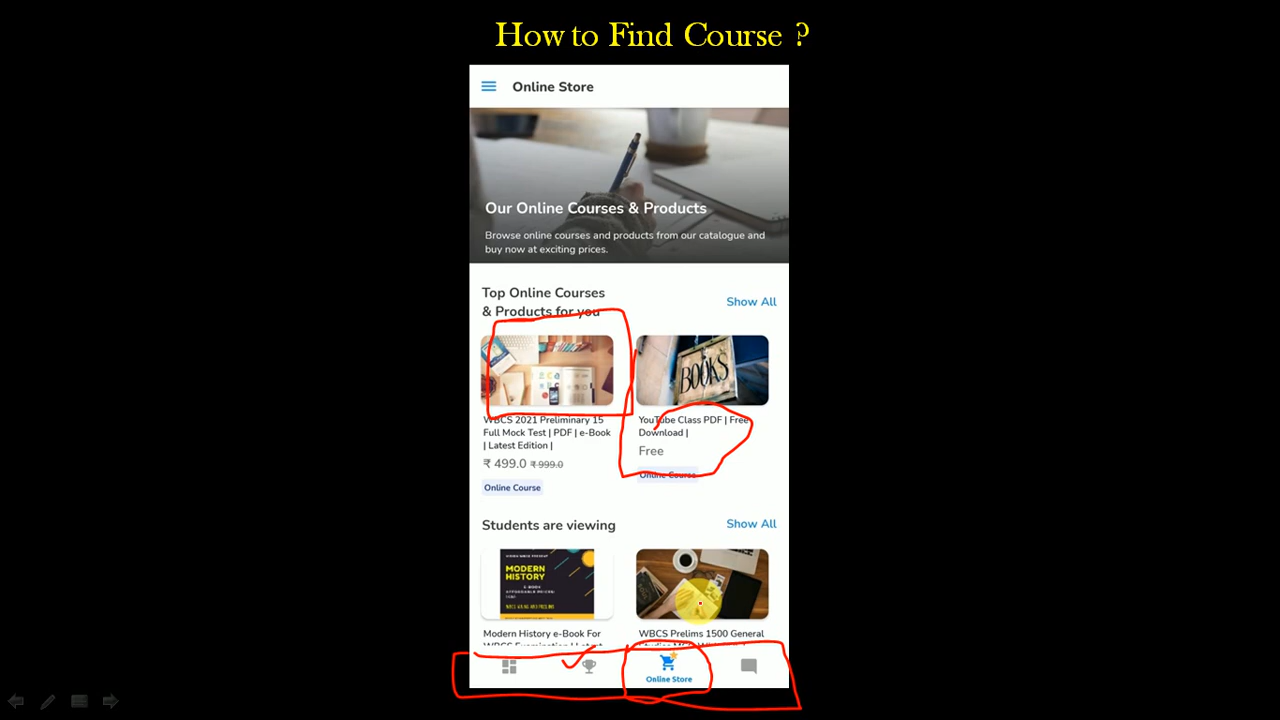 How to Find Course ?
Online Store
Our Online Courses & Products
Browse online courses and products from our catalogue and
buy now at exciting prices.
Top Online Courses
& Products for you
Show All
BOOKS
WBCS 2021 Preliminary 15
Full Mock Test | PDF | e-Book
| Latest Edition |
₹ 499.0 ₹ 999.0
Online Course
YouTube Class PDF | Free
Download |
Free
Online Course
Students are viewing
Show All
MODERN
HISTORY
Modern History e-Book For
WBCS Examination | Latest
WBCS Prelims 1500 General
Online Store